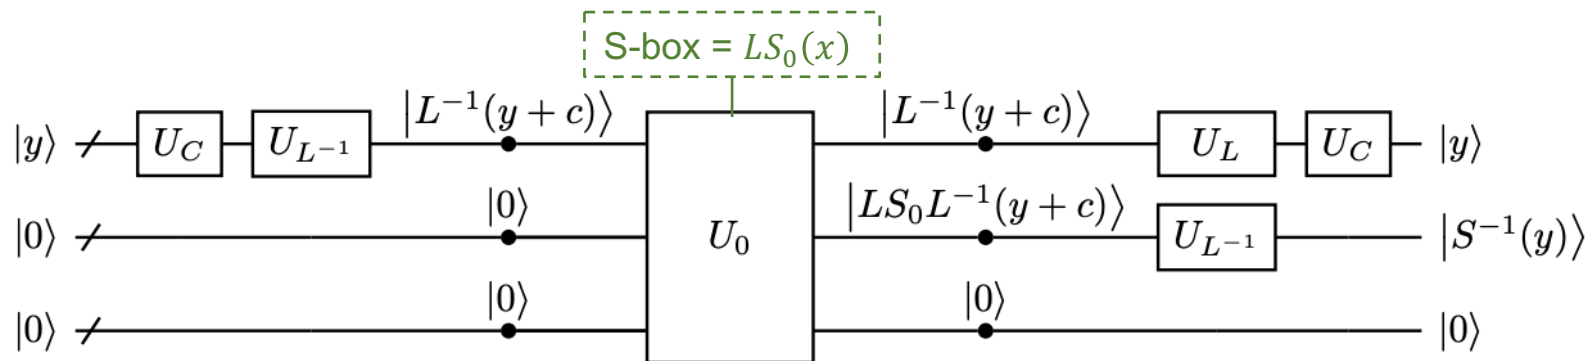 S-box = LS₀(x)
|L⁻¹(y + c)⟩ |L⁻¹(y + c)⟩
|y⟩ U_C U_{L⁻¹} U_L U_C |y⟩
|0⟩ |LS₀L⁻¹(y + c)⟩
|0⟩ U₀ U_{L⁻¹} |S⁻¹(y)⟩
|0⟩ |0⟩
|0⟩ |0⟩